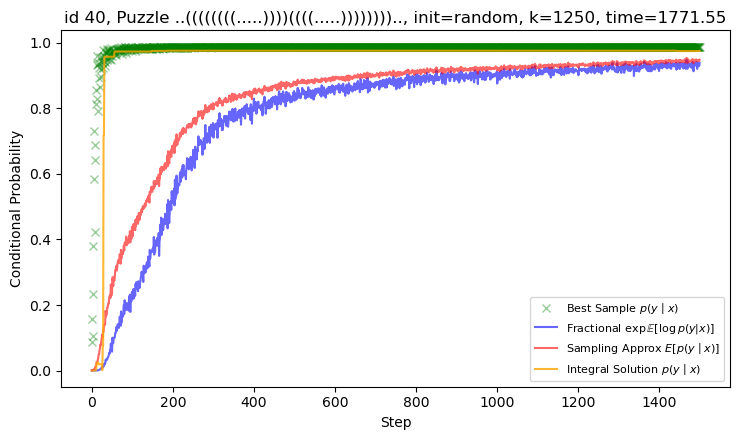 id 40, Puzzle ..((((((((.....))))((((.....)))))))).., init=random, k=1250, time=1771.55
1.0
0.8
0.6
0.4
0.2
0.0
Conditional Probability
0
200
400
600
800
1000
1200
1400
Step
Best Sample p(y | x)
Fractional exp𝔼[log p(y|x)]
Sampling Approx E[p(y | x)]
Integral Solution p(y | x)